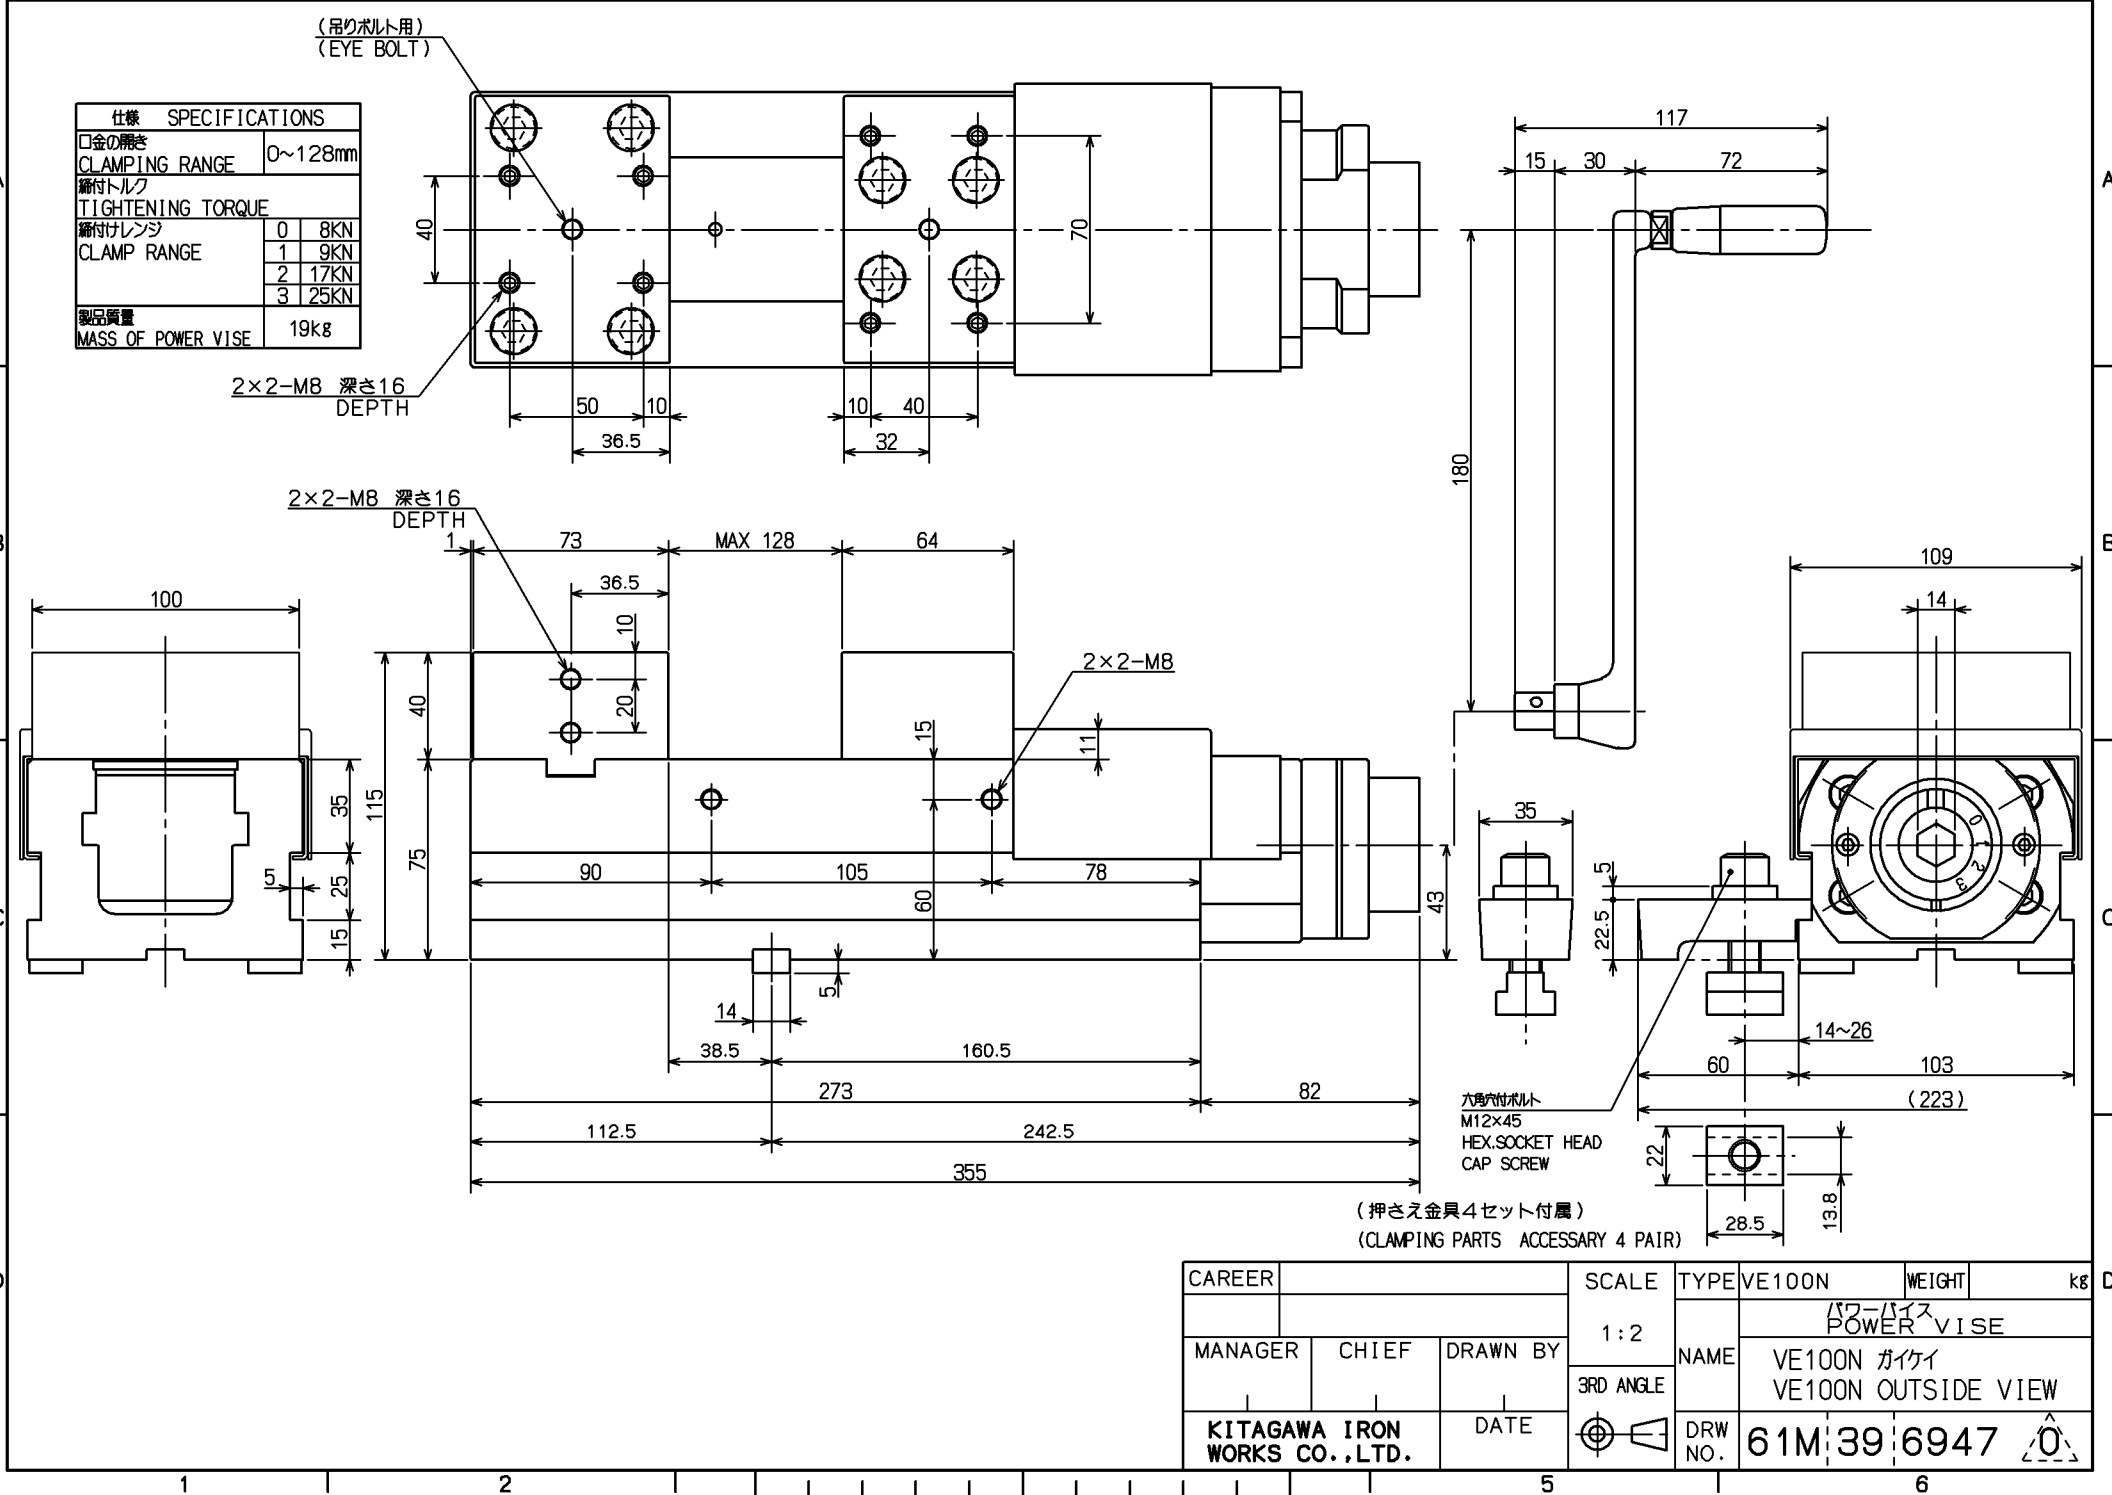 (吊りボルト用)
(EYE BOLT)
仕様 SPECIFICATIONS
口金の開き
CLAMPING RANGE
0~128mm
締付トルク
TIGHTENING TORQUE
締付けレンジ
CLAMP RANGE
0 8KN
1 9KN
2 17KN
3 25KN
製品質量
MASS OF POWER VISE
19kg
40
70
2×2-M8 深さ16
DEPTH
50
10
36.5
10
40
32
117
15
30
72
180
2×2-M8 深さ16
DEPTH
1
73
MAX 128
64
36.5
10
20
40
115
75
2×2-M8
15
11
90
105
78
60
43
5
14
38.5
160.5
273
82
112.5
242.5
355
100
35
25
15
5
109
14
0
1
2
3
35
5
22.5
14~26
60
103
(223)
六角穴付ボルト
M12×45
HEX.SOCKET HEAD
CAP SCREW
22
13.8
28.5
(押さえ金具4セット付属)
(CLAMPING PARTS ACCESSARY 4 PAIR)
CAREER
SCALE
1:2
TYPE
VE100N
WEIGHT
kg
パワーバイス
POWER VISE
MANAGER
CHIEF
DRAWN BY
NAME
VE100N ガイケイ
VE100N OUTSIDE VIEW
3RD ANGLE
KITAGAWA IRON
WORKS CO.,LTD.
DATE
DRW
NO.
61M 39 6947
0
A
B
C
D
1
2
5
6